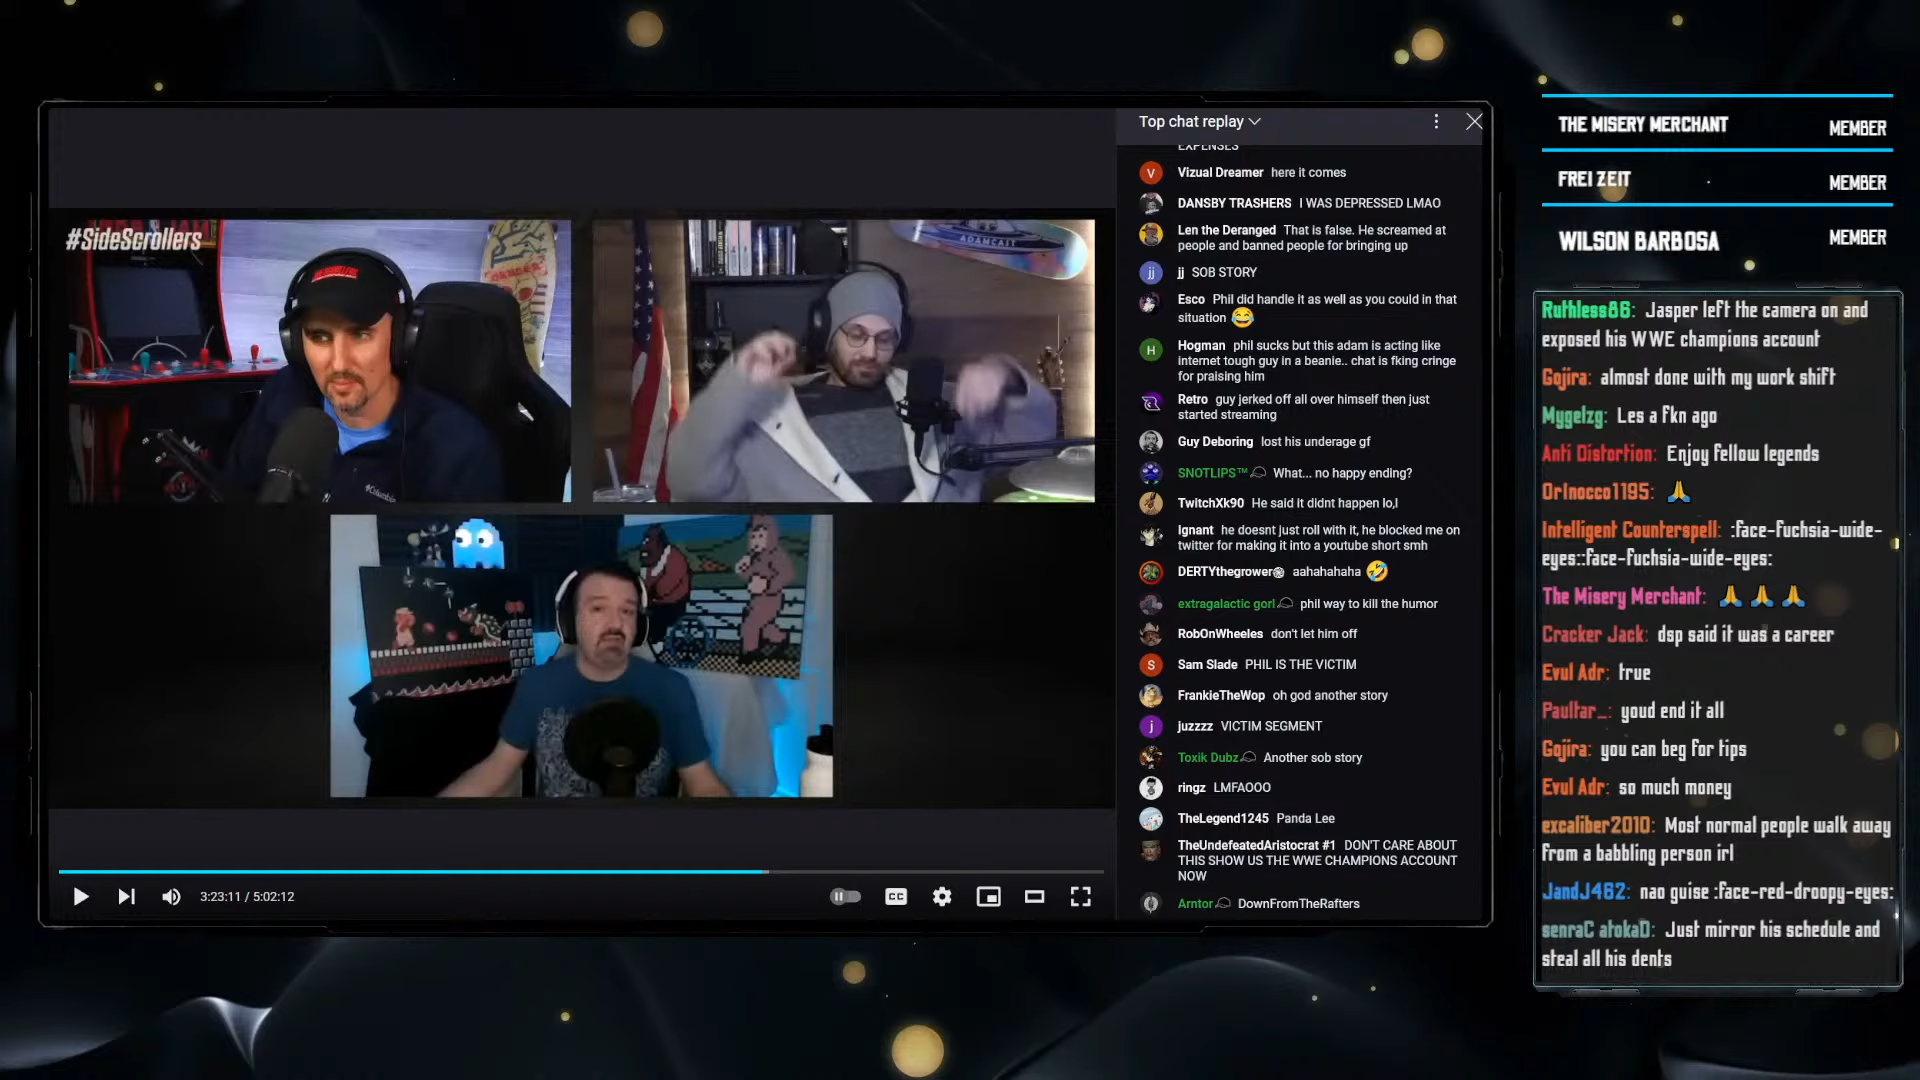 Top chat replay
EXPENSES
V Vizual Dreamer here it comes
DANSBY TRASHERS I WAS DEPRESSED LMAO
Len the Deranged That is false. He screamed at
people and banned people for bringing up
jj jj SOB STORY
Esco Phil did handle it as well as you could in that
situation 😂
H Hogman phil sucks but this adam is acting like
internet tough guy in a beanie.. chat is fking cringe
for praising him
Retro guy jerked off all over himself then just
started streaming
Guy Deboring lost his underage gf
SNOTLIPS™ What... no happy ending?
TwitchXk90 He said it didnt happen lo,l
Ignant he doesnt just roll with it, he blocked me on
twitter for making it into a youtube short smh
DERTYthegrower֍ aahahahaha 🤣
extragalactic gorl phil way to kill the humor
RobOnWheeles don't let him off
S Sam Slade PHIL IS THE VICTIM
FrankieTheWop oh god another story
j juzzzz VICTIM SEGMENT
Toxik Dubz Another sob story
ringz LMFAOOO
TheLegend1245 Panda Lee
TheUndefeatedAristocrat #1 DON'T CARE ABOUT
THIS SHOW US THE WWE CHAMPIONS ACCOUNT
NOW
Arntor DownFromTheRafters
#SideScrollers
ADAMCAIT
3:23:11 / 5:02:12
CC
THE MISERY MERCHANT MEMBER
FREI ZEIT MEMBER
WILSON BARBOSA MEMBER
Ruthless86: Jasper left the camera on and
exposed his WWE champions account
Gojira: almost done with my work shift
Mygelzg: Les a fkn ago
Anti Distortion: Enjoy fellow legends
Orinocco1195: 🙏
Intelligent Counterspell: :face-fuchsia-wide-
eyes::face-fuchsia-wide-eyes:
The Misery Merchant: 🙏 🙏 🙏
Cracker Jack: dsp said it was a career
Evul Adr: true
Paultar_: youd end it all
Gojira: you can beg for tips
Evul Adr: so much money
excaliber2010: Most normal people walk away
from a babbling person irl
JandJ462: nao guise :face-red-droopy-eyes:
senraC atokaD: Just mirror his schedule and
steal all his dents